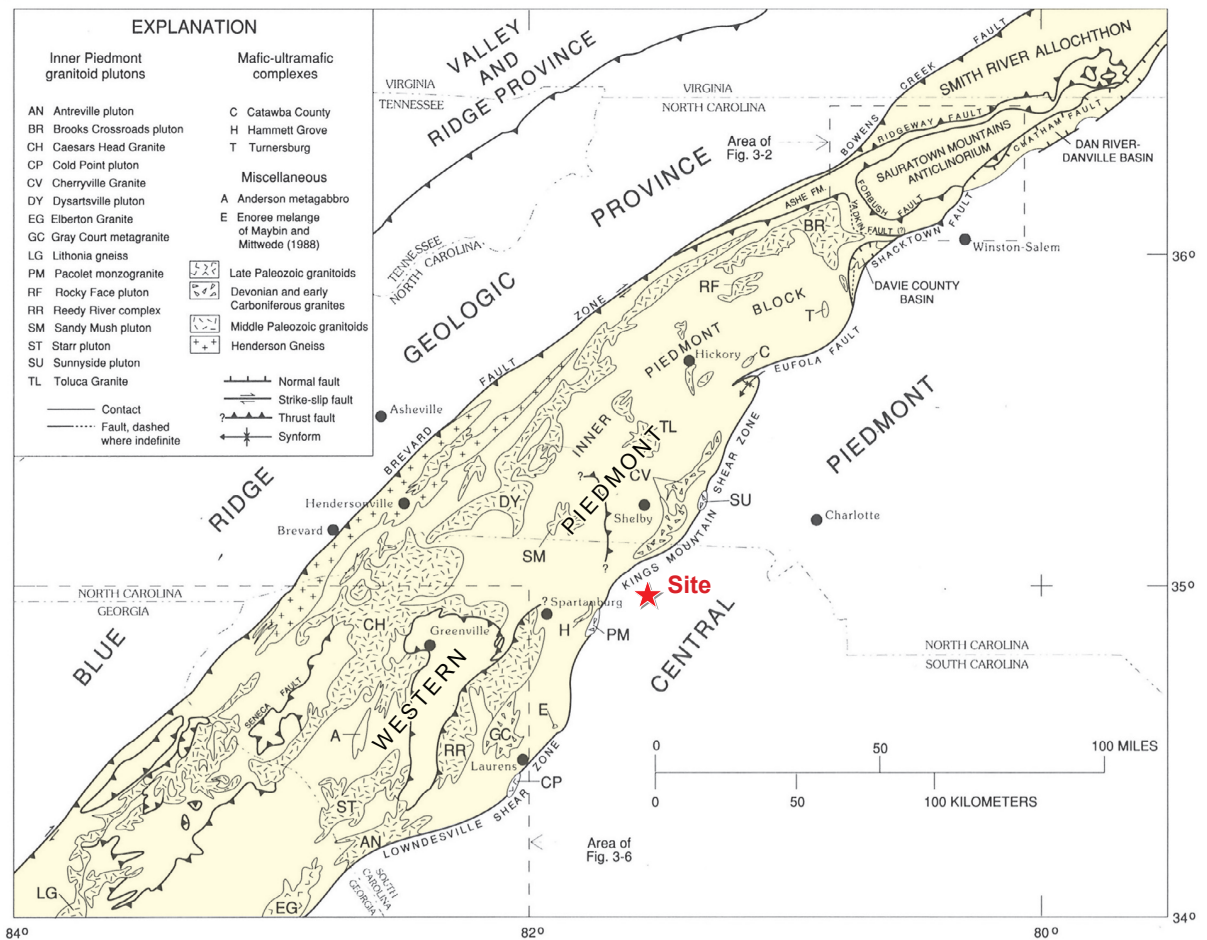 EXPLANATION
Inner Piedmont
granitoid plutons
AN Antreville pluton
BR Brooks Crossroads pluton
CH Caesars Head Granite
CP Cold Point pluton
CV Cherryville Granite
DY Dysartsville pluton
EG Elberton Granite
GC Gray Court metagranite
LG Lithonia gneiss
PM Pacolet monzogranite
RF Rocky Face pluton
RR Reedy River complex
SM Sandy Mush pluton
ST Starr pluton
SU Sunnyside pluton
TL Toluca Granite
Contact
Fault, dashed
where indefinite
Mafic-ultramafic
complexes
C Catawba County
H Hammett Grove
T Turnersburg
Miscellaneous
A Anderson metagabbro
E Enoree melange
of Maybin and
Mittwede (1988)
Late Paleozoic granitoids
Devonian and early
Carboniferous granites
Middle Paleozoic granitoids
Henderson Gneiss
Normal fault
Strike-slip fault
? Thrust fault
Synform
VALLEY
AND
RIDGE PROVINCE
VIRGINIA
TENNESSEE
VIRGINIA
NORTH CAROLINA
TENNESSEE
NORTH CAROLINA
BLUE RIDGE GEOLOGIC PROVINCE
Area of
Fig. 3-2
BOWENS CREEK FAULT
SMITH RIVER ALLOCHTHON
RIDGEWAY FAULT
SAURATOWN MOUNTAINS
ANTICLINORIUM
CHATHAM FAULT
DAN RIVER-
DANVILLE BASIN
FORBUSH FAULT
ASHE FM.
YADKIN FAULT (?)
SHACKTOWN FAULT
Winston-Salem
DAVIE COUNTY
BASIN
BR
RF
T
INNER PIEDMONT BLOCK
Hickory
C
EUFOLA FAULT
BREVARD FAULT ZONE
Asheville
TL
CV
Shelby
SU
KINGS MOUNTAIN SHEAR ZONE
Charlotte
Hendersonville
Brevard
DY
SM
?
?
WESTERN PIEDMONT
CENTRAL PIEDMONT
Site
NORTH CAROLINA
GEORGIA
CH
Greenville
? Spartanburg
H
PM
NORTH CAROLINA
SOUTH CAROLINA
SENECA FAULT
A
RR
GC
E
Laurens
CP
ST
AN
LOWNDESVILLE SHEAR ZONE
SOUTH
CAROLINA
GEORGIA
LG
EG
Area of
Fig. 3-6
0 50 100 MILES
0 50 100 KILOMETERS
36°
35°
34°
84° 82° 80°